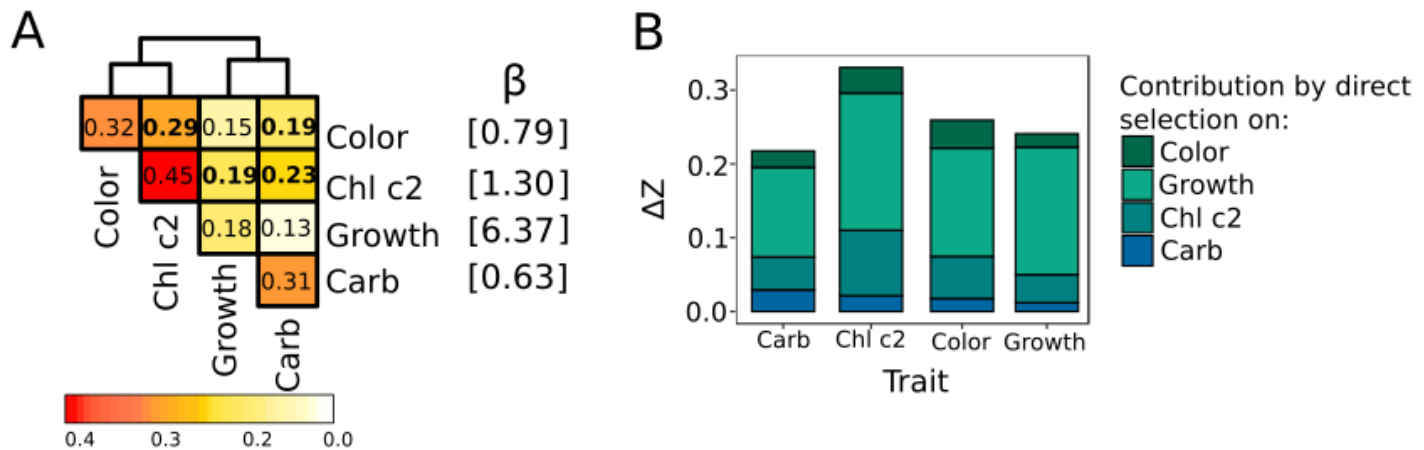 A
β
0.32 0.29 0.15 0.19 Color [0.79]
0.45 0.19 0.23 Chl c2 [1.30]
0.18 0.13 Growth [6.37]
0.31 Carb [0.63]
Color
Chl c2
Growth
Carb
0.4 0.3 0.2 0.0
B
ΔZ
0.3
0.2
0.1
0.0
Carb Chl c2 Color Growth
Trait
Contribution by direct
selection on:
Color
Growth
Chl c2
Carb